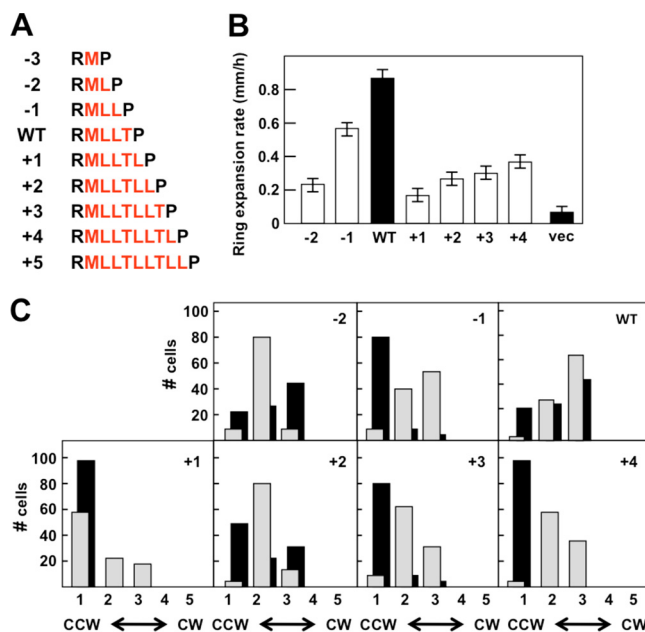 A
-3 RMP
-2 RMLP
-1 RMLLP
WT RMLLTP
+1 RMLLTLP
+2 RMLLTLLP
+3 RMLLTLLTP
+4 RMLLTLLTLP
+5 RMLLTLLTLLP
B
Ring expansion rate (mm/h)
0.8
0.6
0.4
0.2
0
-2 -1 WT +1 +2 +3 +4 vec
C
# cells
100
80
60
40
20
-2 -1 WT
# cells
100
80
60
40
20
+1 +2 +3 +4
1 2 3 4 5 1 2 3 4 5 1 2 3 4 5 1 2 3 4 5
CCW CW CCW CW CCW CW CCW CW